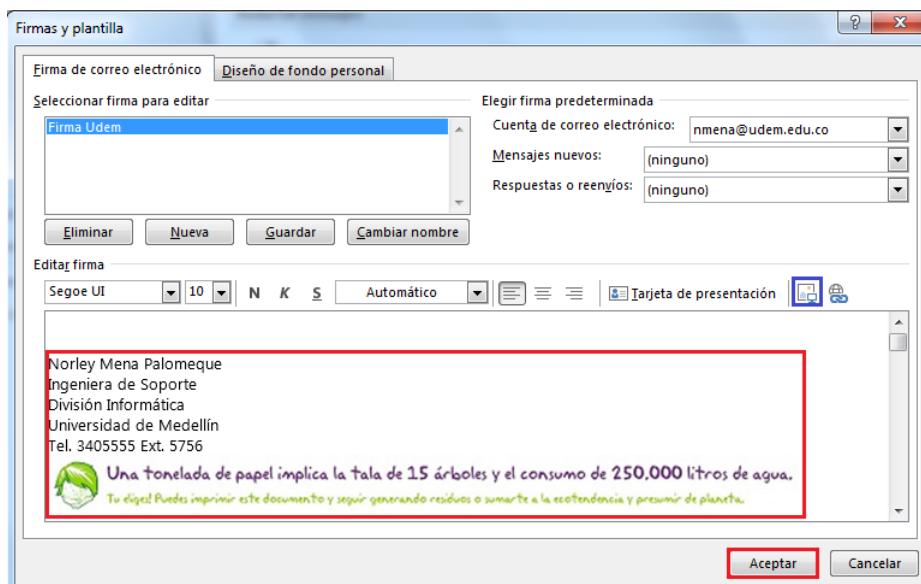 Firmas y plantilla
Firma de correo electrónico
Diseño de fondo personal
Seleccionar firma para editar
Firma Udem
Eliminar
Nueva
Guardar
Cambiar nombre
Elegir firma predeterminada
Cuenta de correo electrónico:
nmena@udem.edu.co
Mensajes nuevos:
(ninguno)
Respuestas o reenvíos:
(ninguno)
Editar firma
Segoe UI
10
N K S
Automático
Tarjeta de presentación
Norley Mena Palomeque
Ingeniera de Soporte
División Informática
Universidad de Medellín
Tel. 3405555 Ext. 5756
Una tonelada de papel implica la tala de 15 árboles y el consumo de 250.000 litros de agua.
Tu eliges! Puedes imprimir este documento y seguir generando residuos o sumarte a la ecotendencia y presumir de planeta.
Aceptar
Cancelar